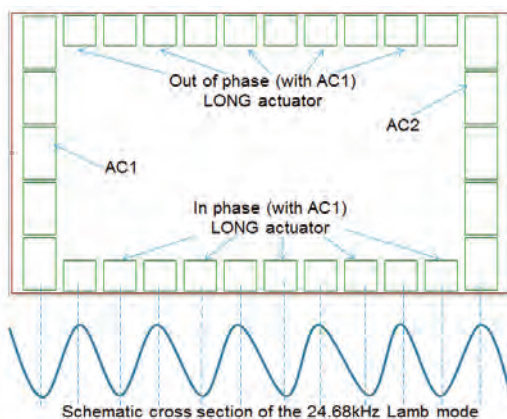 Out of phase (with AC1)
LONG actuator
AC2
AC1
In phase (with AC1)
LONG actuator
Schematic cross section of the 24.68kHz Lamb mode